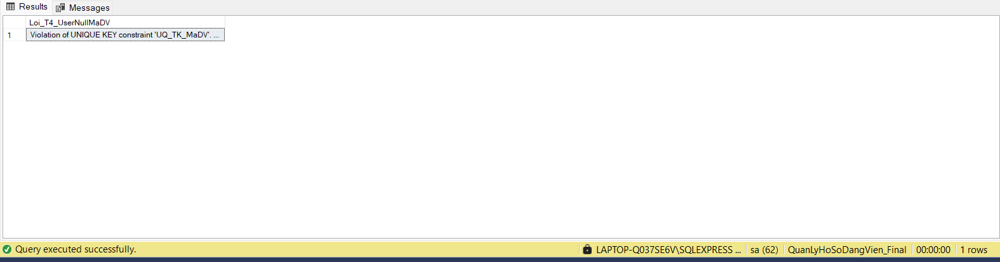 Results Messages
Loi_T4_UserNullMaDV
1 Violation of UNIQUE KEY constraint 'UQ_TK_MaDV'. ...
Query executed successfully. LAPTOP-Q037SE6V\SQLEXPRESS ... sa (62) QuanLyHoSoDangVien_Final 00:00:00 1 rows